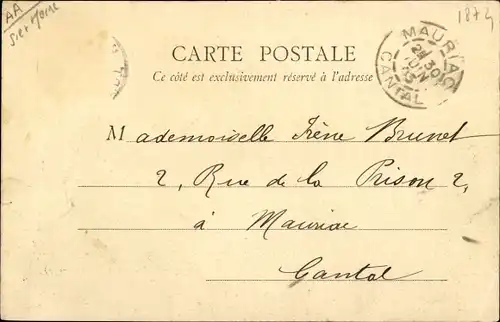 AA
1874
MAURIAC
CANTAL
CARTE POSTALE
Ce côté est exclusivement réservé à l'adresse
Mademoiselle Irène Brunet
2, Rue de la Prison 2,
à Mauriac
Cantal